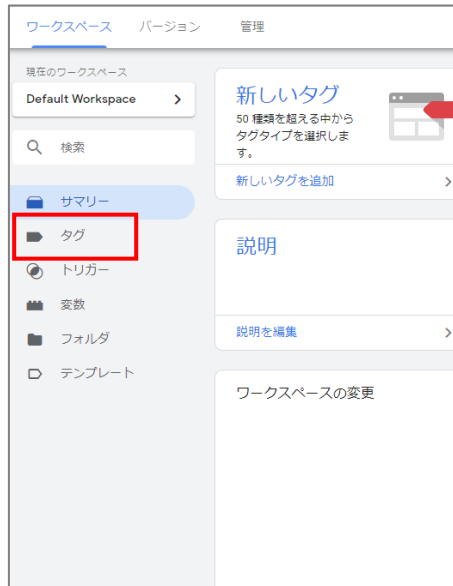 ワークスペース バージョン 管理
現在のワークスペース
Default Workspace
検索
サマリー
タグ
トリガー
変数
フォルダ
テンプレート
新しいタグ
50 種類を超える中から
タグタイプを選択しま
す。
新しいタグを追加
説明
説明を編集
ワークスペースの変更